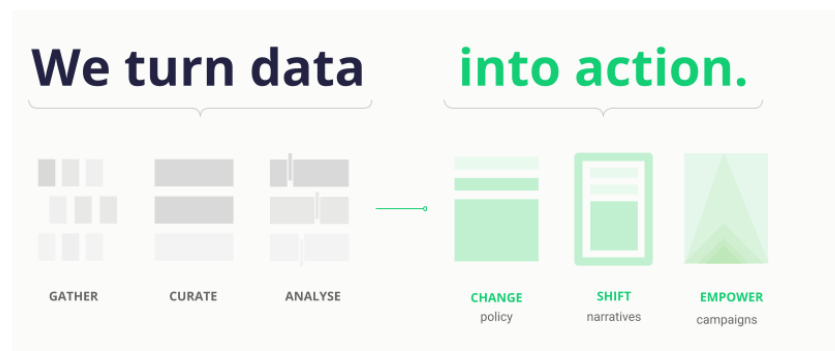 We turn data into action.
GATHER CURATE ANALYSE CHANGE SHIFT EMPOWER
policy narratives campaigns